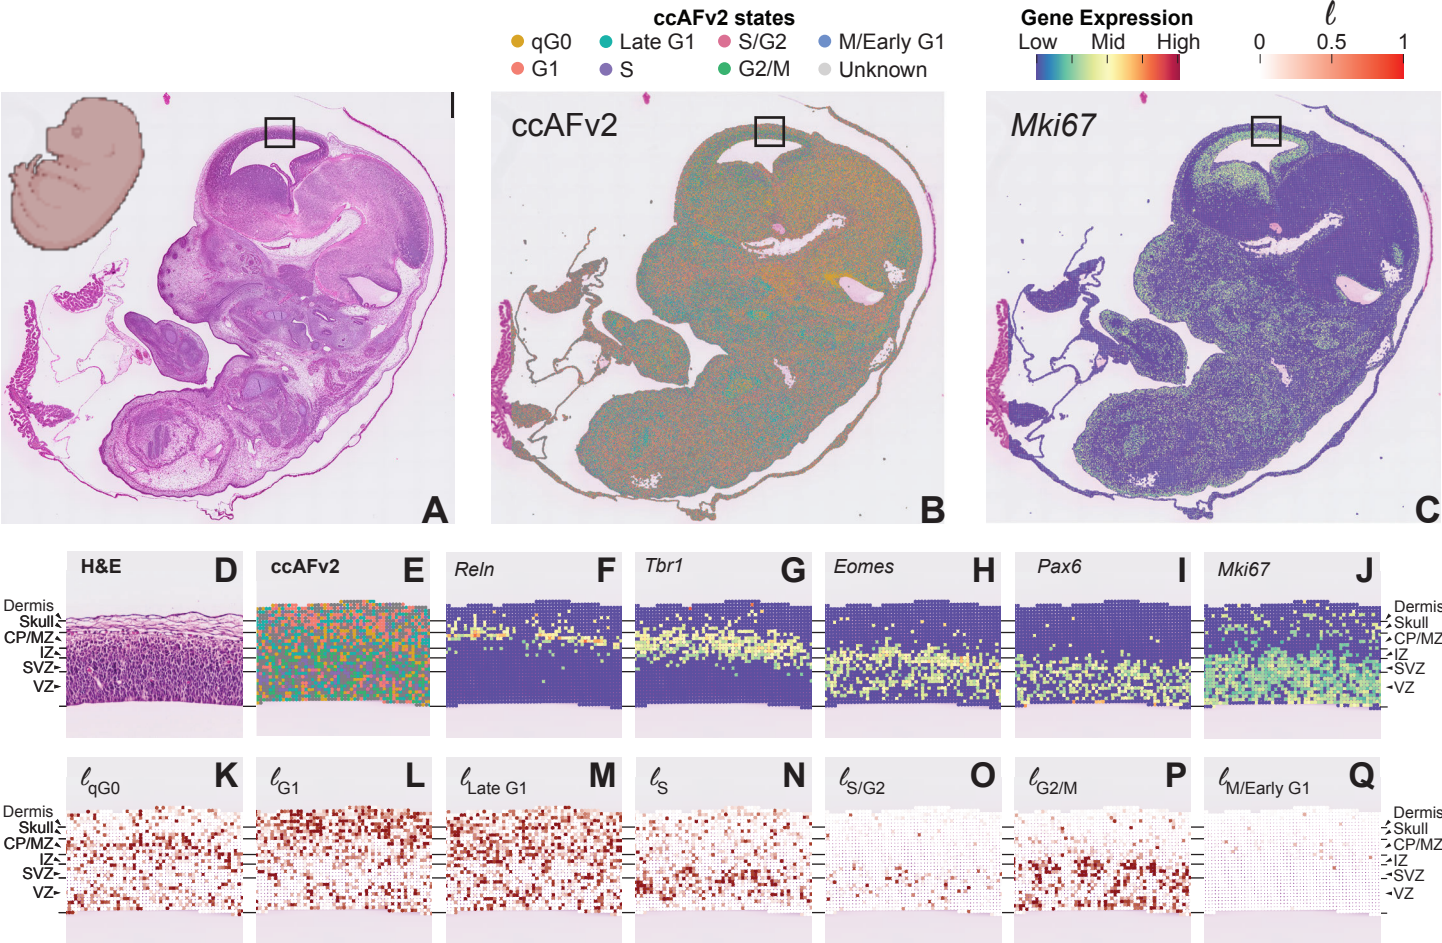 ccAFv2 states
qG0 Late G1 S/G2 M/Early G1
G1 S G2/M Unknown
Gene Expression
Low Mid High
ℓ
0 0.5 1
A
ccAFv2
B
Mki67
C
H&E D
ccAFv2 E
Reln F
Tbr1 G
Eomes H
Pax6 I
Mki67 J
Dermis
Skull
CP/MZ
IZ
SVZ
VZ
Dermis
Skull
CP/MZ
IZ
SVZ
VZ
ℓqG0 K
ℓG1 L
ℓLate G1 M
ℓS N
ℓS/G2 O
ℓG2/M P
ℓM/Early G1 Q
Dermis
Skull
CP/MZ
IZ
SVZ
VZ
Dermis
Skull
CP/MZ
IZ
SVZ
VZ